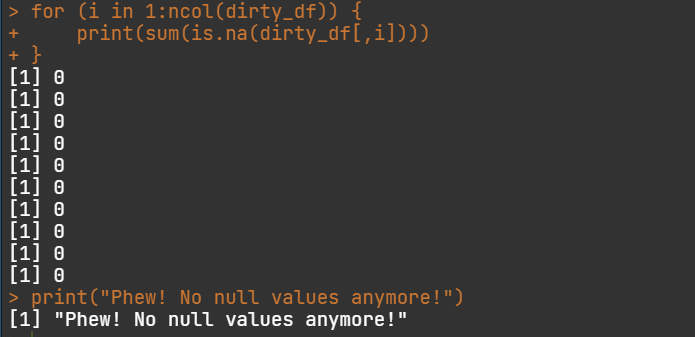 > for (i in 1:ncol(dirty_df)) {
+     print(sum(is.na(dirty_df[,i])))
+ }
[1] 0
[1] 0
[1] 0
[1] 0
[1] 0
[1] 0
[1] 0
[1] 0
[1] 0
[1] 0
> print("Phew! No null values anymore!")
[1] "Phew! No null values anymore!"